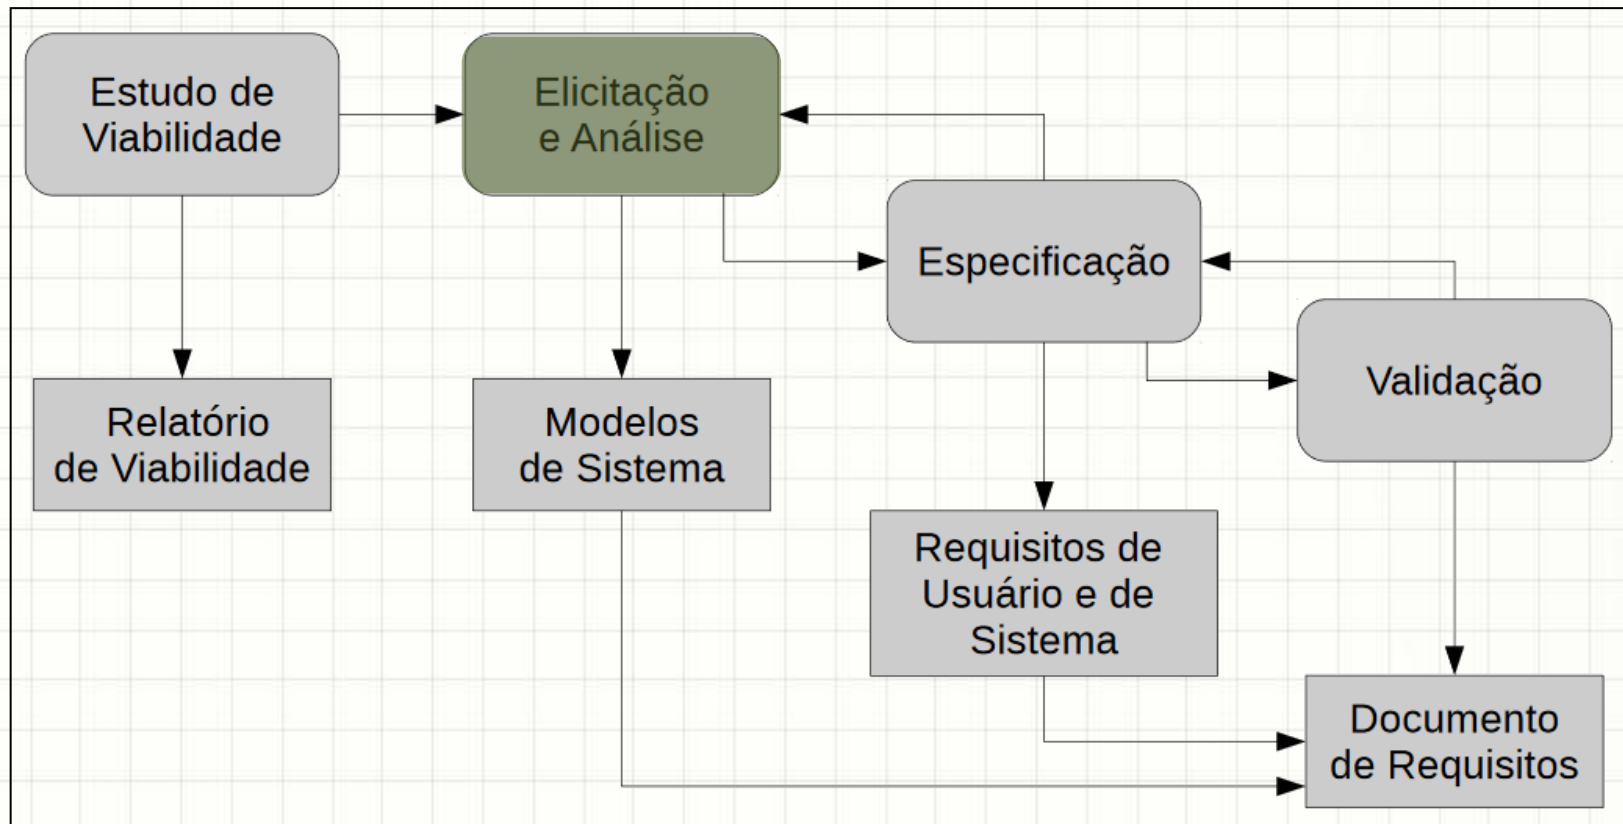 Estudo de
Viabilidade
Elicitação
e Análise
Especificação
Validação
Relatório
de Viabilidade
Modelos
de Sistema
Requisitos de
Usuário e de
Sistema
Documento
de Requisitos